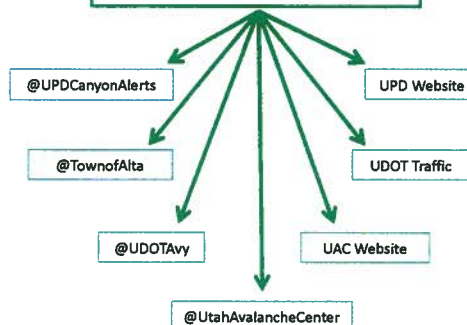 @UPDCanyonAlerts
UPD Website
@TownofAlta
UDOT Traffic
@UDOTAvy
UAC Website
@UtahAvalancheCenter